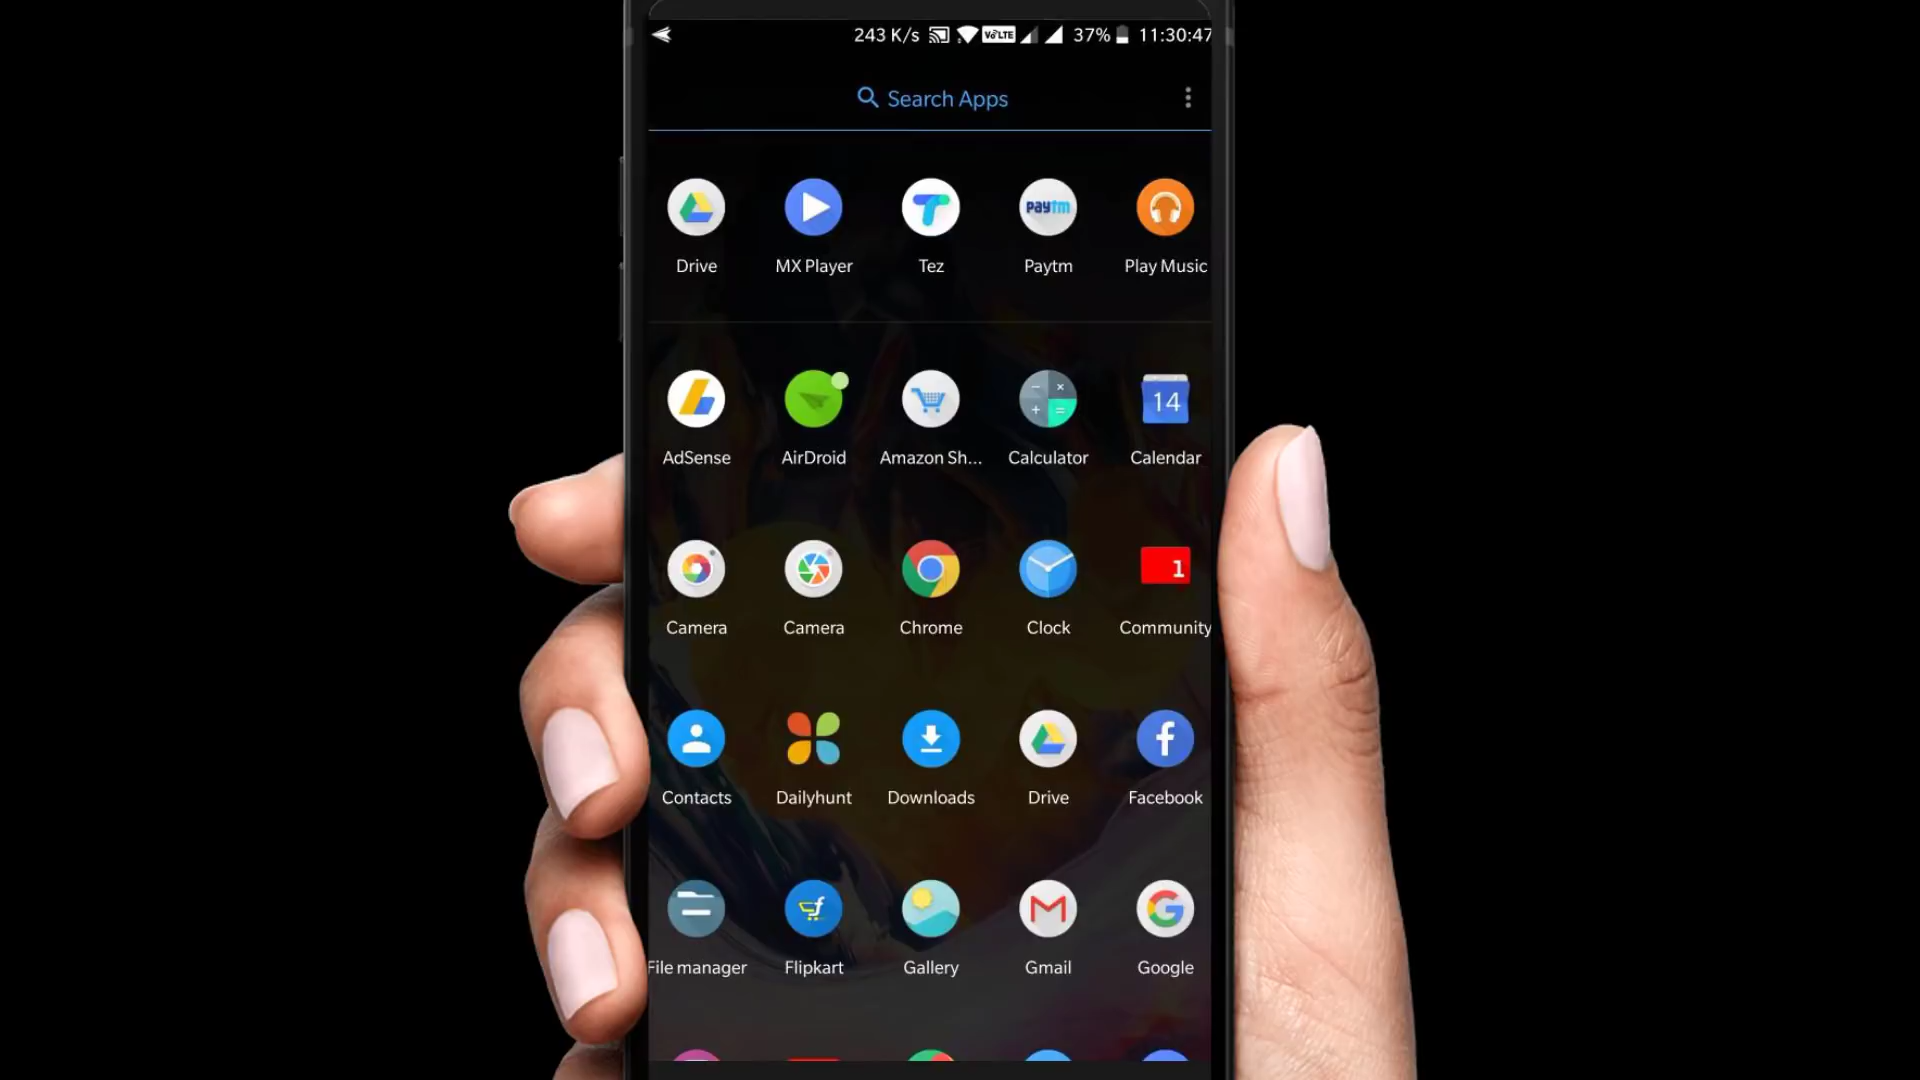 243 K/s VoLTE 37% 11:30:47
Search Apps
Paytm
Drive MX Player Tez Paytm Play Music
14
AdSense AirDroid Amazon Sh... Calculator Calendar
1
Camera Camera Chrome Clock Community
Contacts Dailyhunt Downloads Drive Facebook
File manager Flipkart Gallery Gmail Google